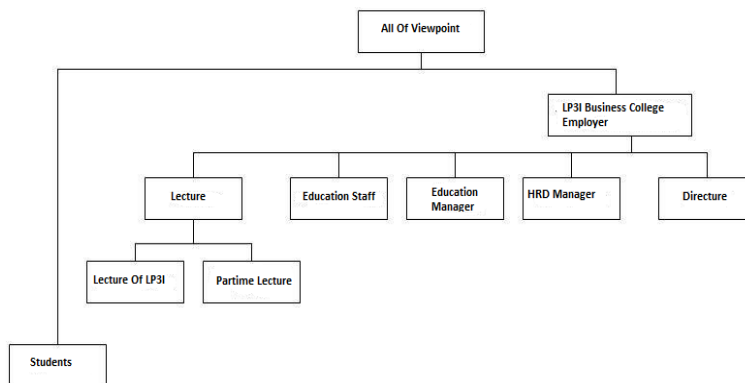 All Of Viewpoint
LP3I Business College
Employer
Lecture
Education Staff
Education
Manager
HRD Manager
Directure
Lecture Of LP3I
Partime Lecture
Students